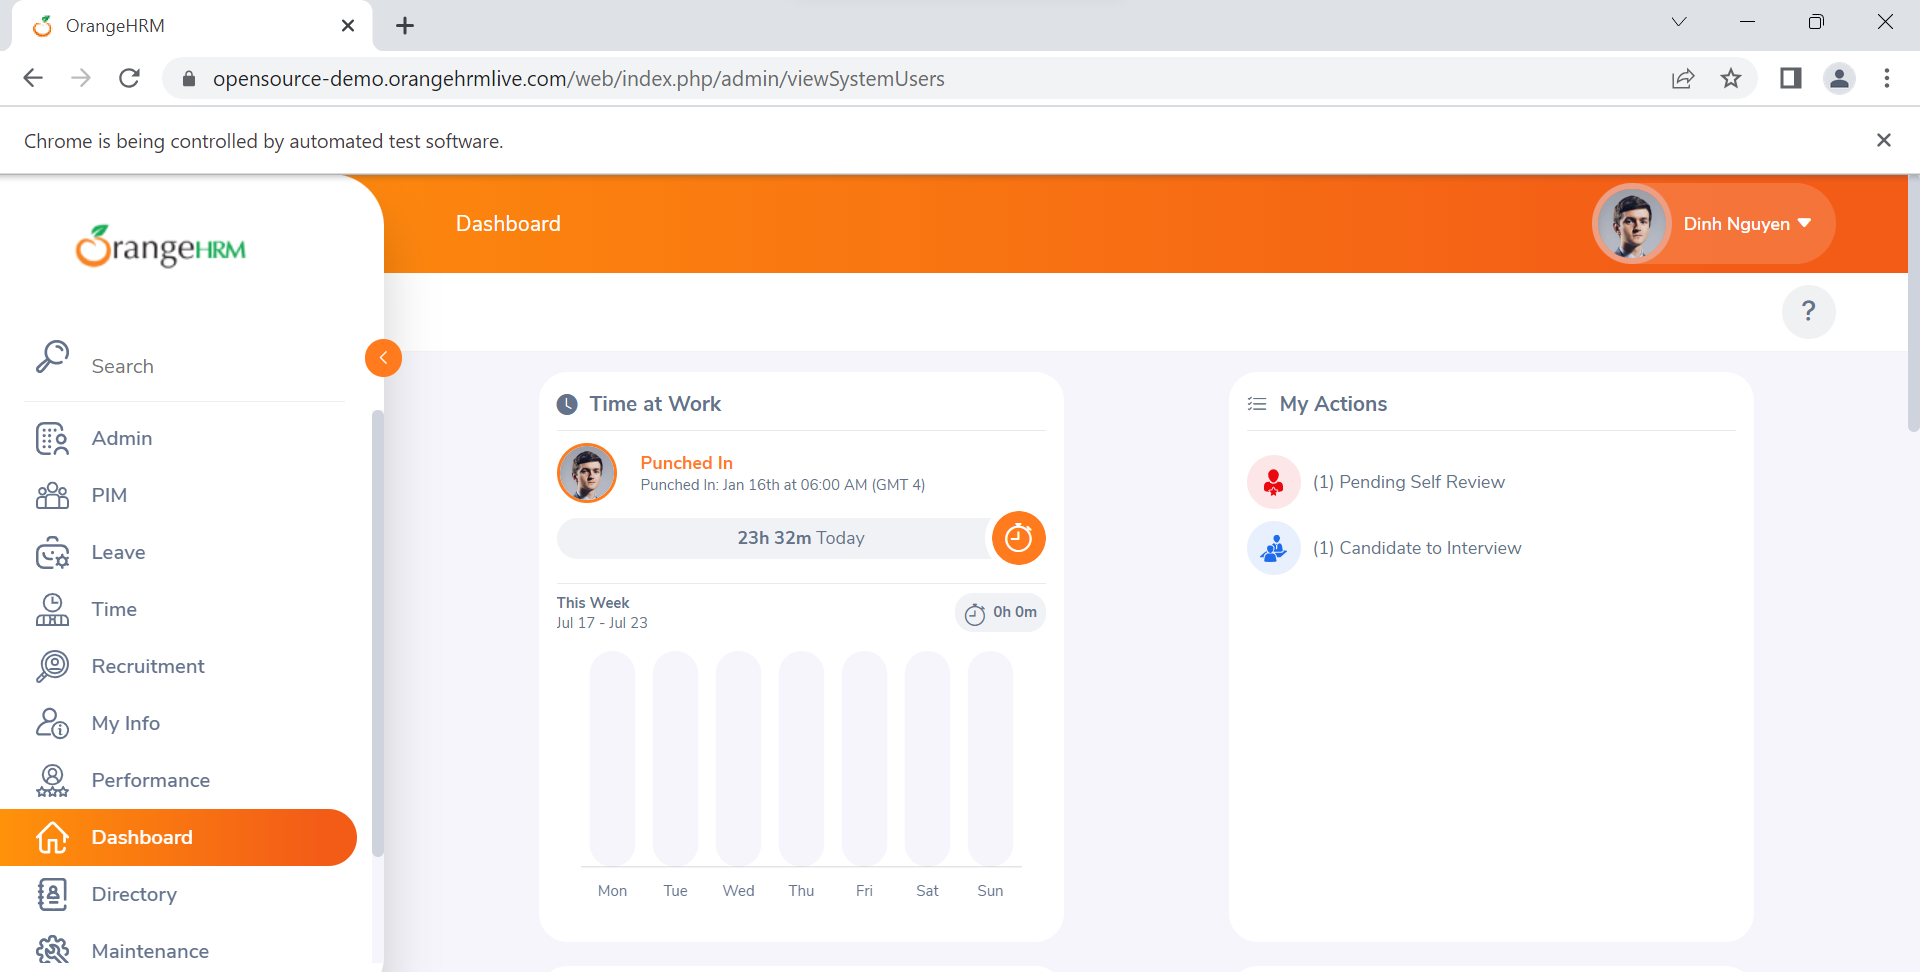 OrangeHRM
opensource-demo.orangehrmlive.com/web/index.php/admin/viewSystemUsers
Chrome is being controlled by automated test software.
OrangeHRM
Dashboard
Dinh Nguyen
?
Search
Admin
PIM
Leave
Time
Recruitment
My Info
Performance
Dashboard
Directory
Maintenance
Time at Work
Punched In
Punched In: Jan 16th at 06:00 AM (GMT 4)
23h 32m Today
This Week
Jul 17 - Jul 23
0h 0m
Mon Tue Wed Thu Fri Sat Sun
My Actions
(1) Pending Self Review
(1) Candidate to Interview